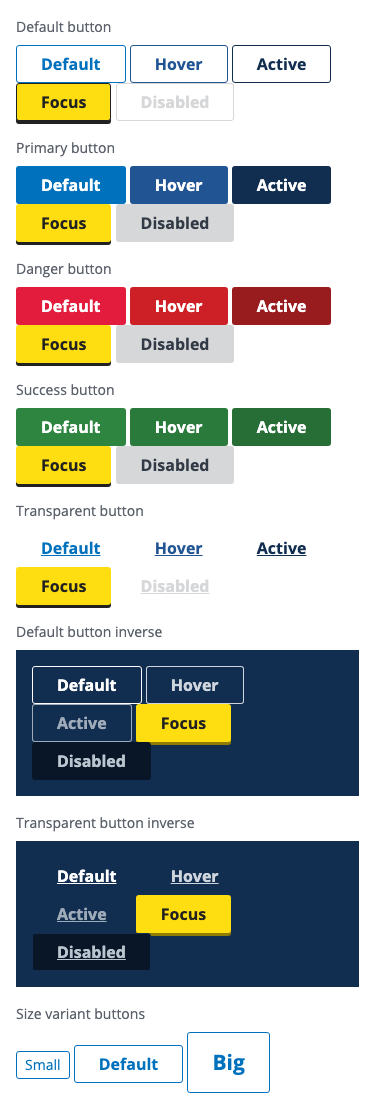 Default button
Default Hover Active
Focus Disabled
Primary button
Default Hover Active
Focus Disabled
Danger button
Default Hover Active
Focus Disabled
Success button
Default Hover Active
Focus Disabled
Transparent button
Default Hover Active
Focus Disabled
Default button inverse
Default Hover
Active Focus
Disabled
Transparent button inverse
Default Hover
Active Focus
Disabled
Size variant buttons
Small Default Big